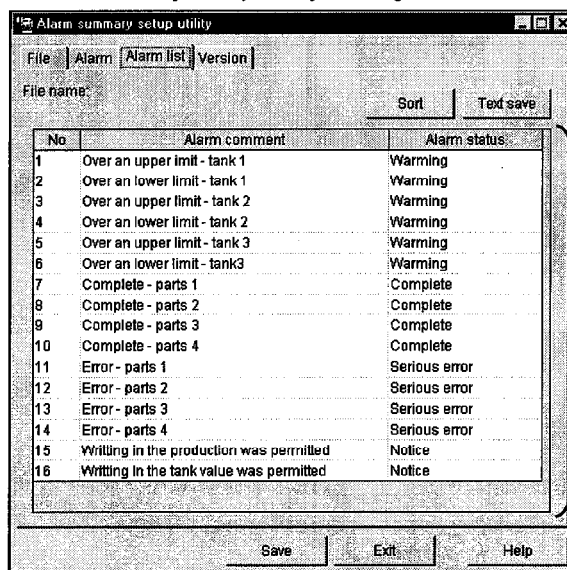 Alarm summary setup utility
File Alarm Alarm list Version
File name:
Sort Text save
No Alarm comment Alarm status
1 Over an upper imit - tank 1 Warming
2 Over an lower limit - tank 1 Warming
3 Over an upper limit - tank 2 Warming
4 Over an lower limit - tank 2 Warming
5 Over an upper limit - tank 3 Warming
6 Over an lower limit - tank3 Warming
7 Complete - parts 1 Complete
8 Complete - parts 2 Complete
9 Complete - parts 3 Complete
10 Complete - parts 4 Complete
11 Error - parts 1 Serious error
12 Error - parts 2 Serious error
13 Error - parts 3 Serious error
14 Error - parts 4 Serious error
15 Writting in the production was permitted Notice
16 Writting in the tank value was permitted Notice
Save Exit Help